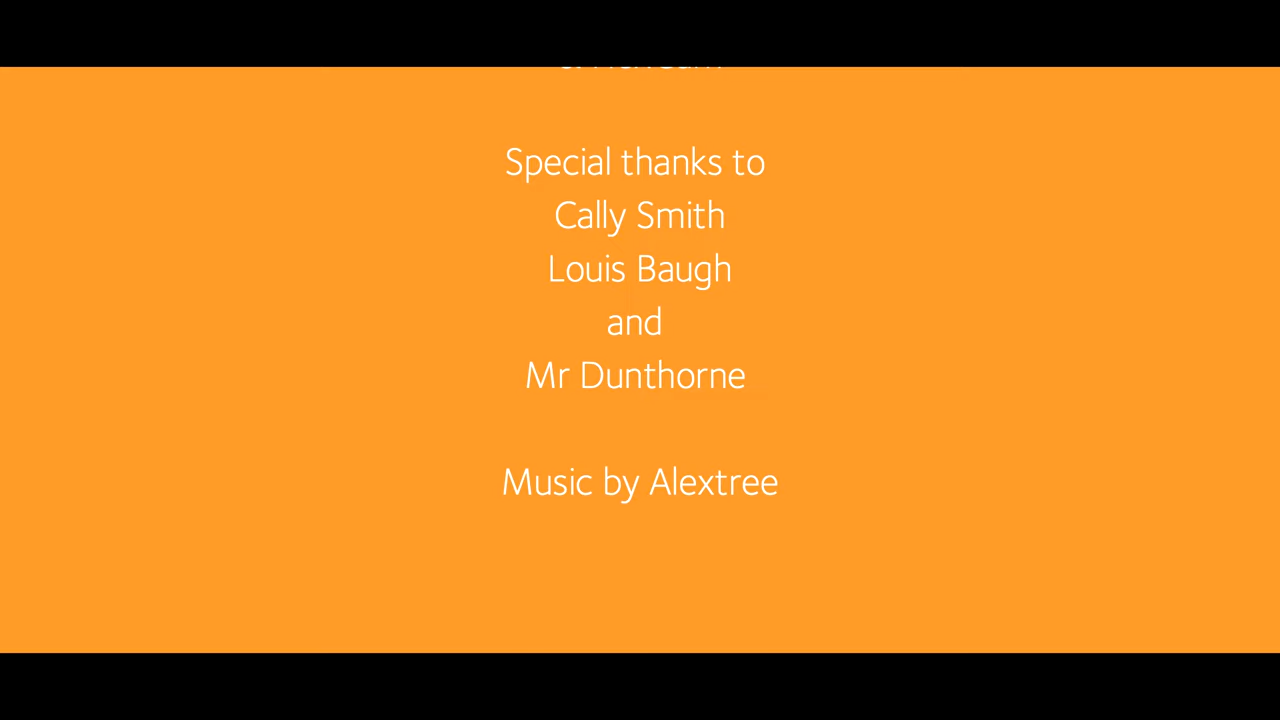 Special thanks to
Cally Smith
Louis Baugh
and
Mr Dunthorne
Music by Alextree